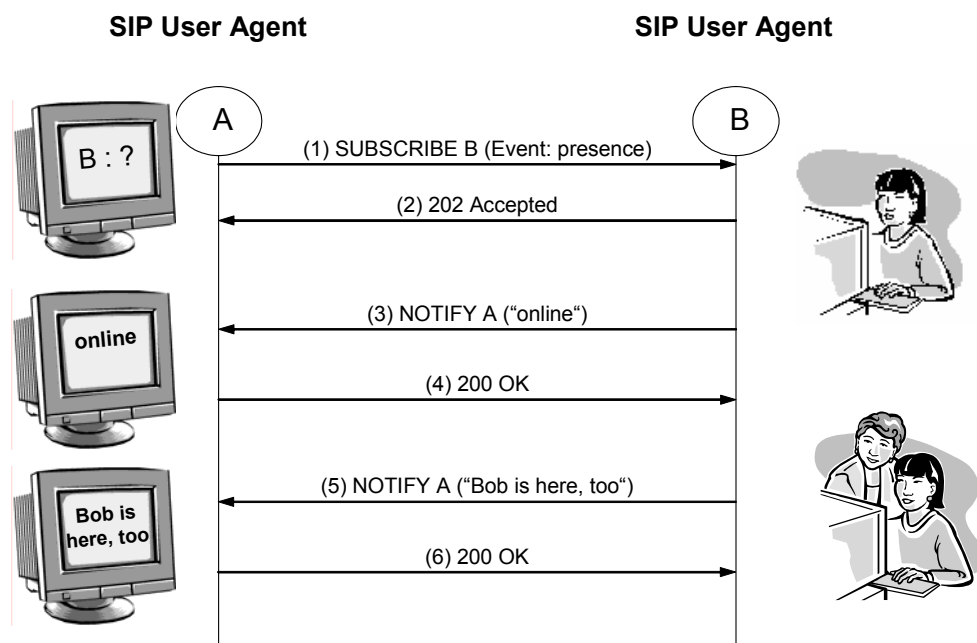 SIP User Agent
SIP User Agent
A
B
B : ?
(1) SUBSCRIBE B (Event: presence)
(2) 202 Accepted
online
(3) NOTIFY A (“online“)
(4) 200 OK
(5) NOTIFY A (“Bob is here, too“)
Bob is
here, too
(6) 200 OK